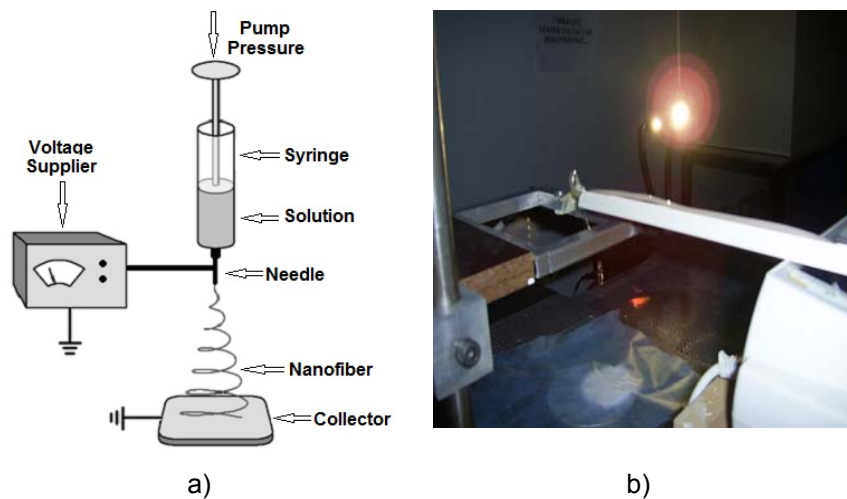 Pump
Pressure
Voltage
Supplier
Syringe
Solution
Needle
Nanofiber
Collector
a)
b)